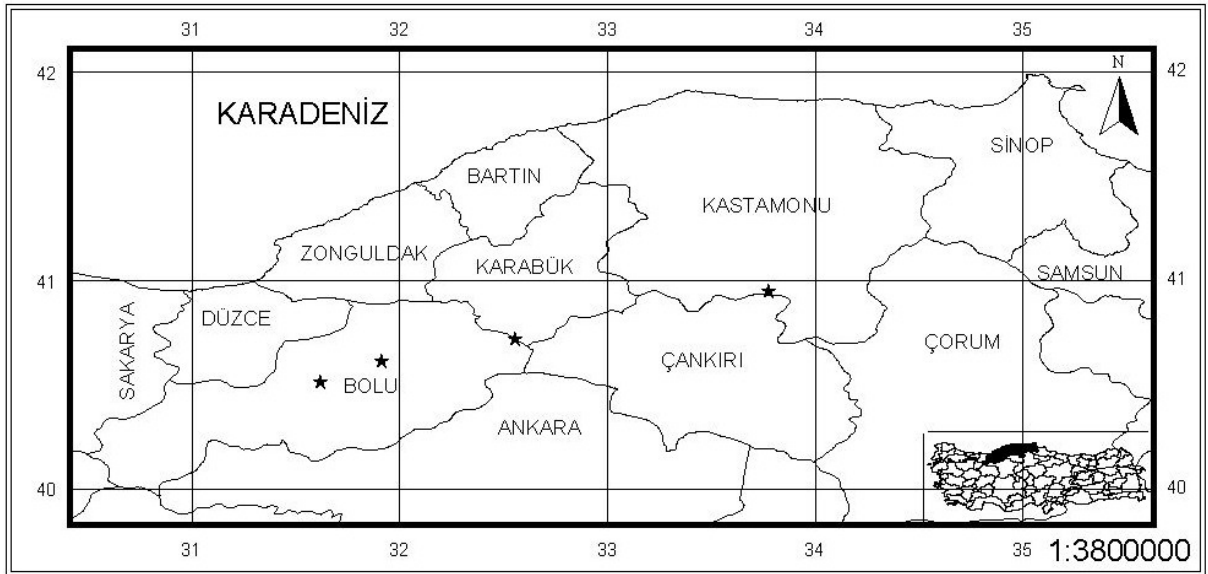 31 32 33 34 35
42 42
N
KARADENİZ
SİNOP
BARTIN
KASTAMONU
ZONGULDAK
KARABÜK
SAMSUN
41 41
SAKARYA
DÜZCE
ÇORUM
ÇANKIRI
BOLU
ANKARA
40 40
31 32 33 34 35
1:3800000